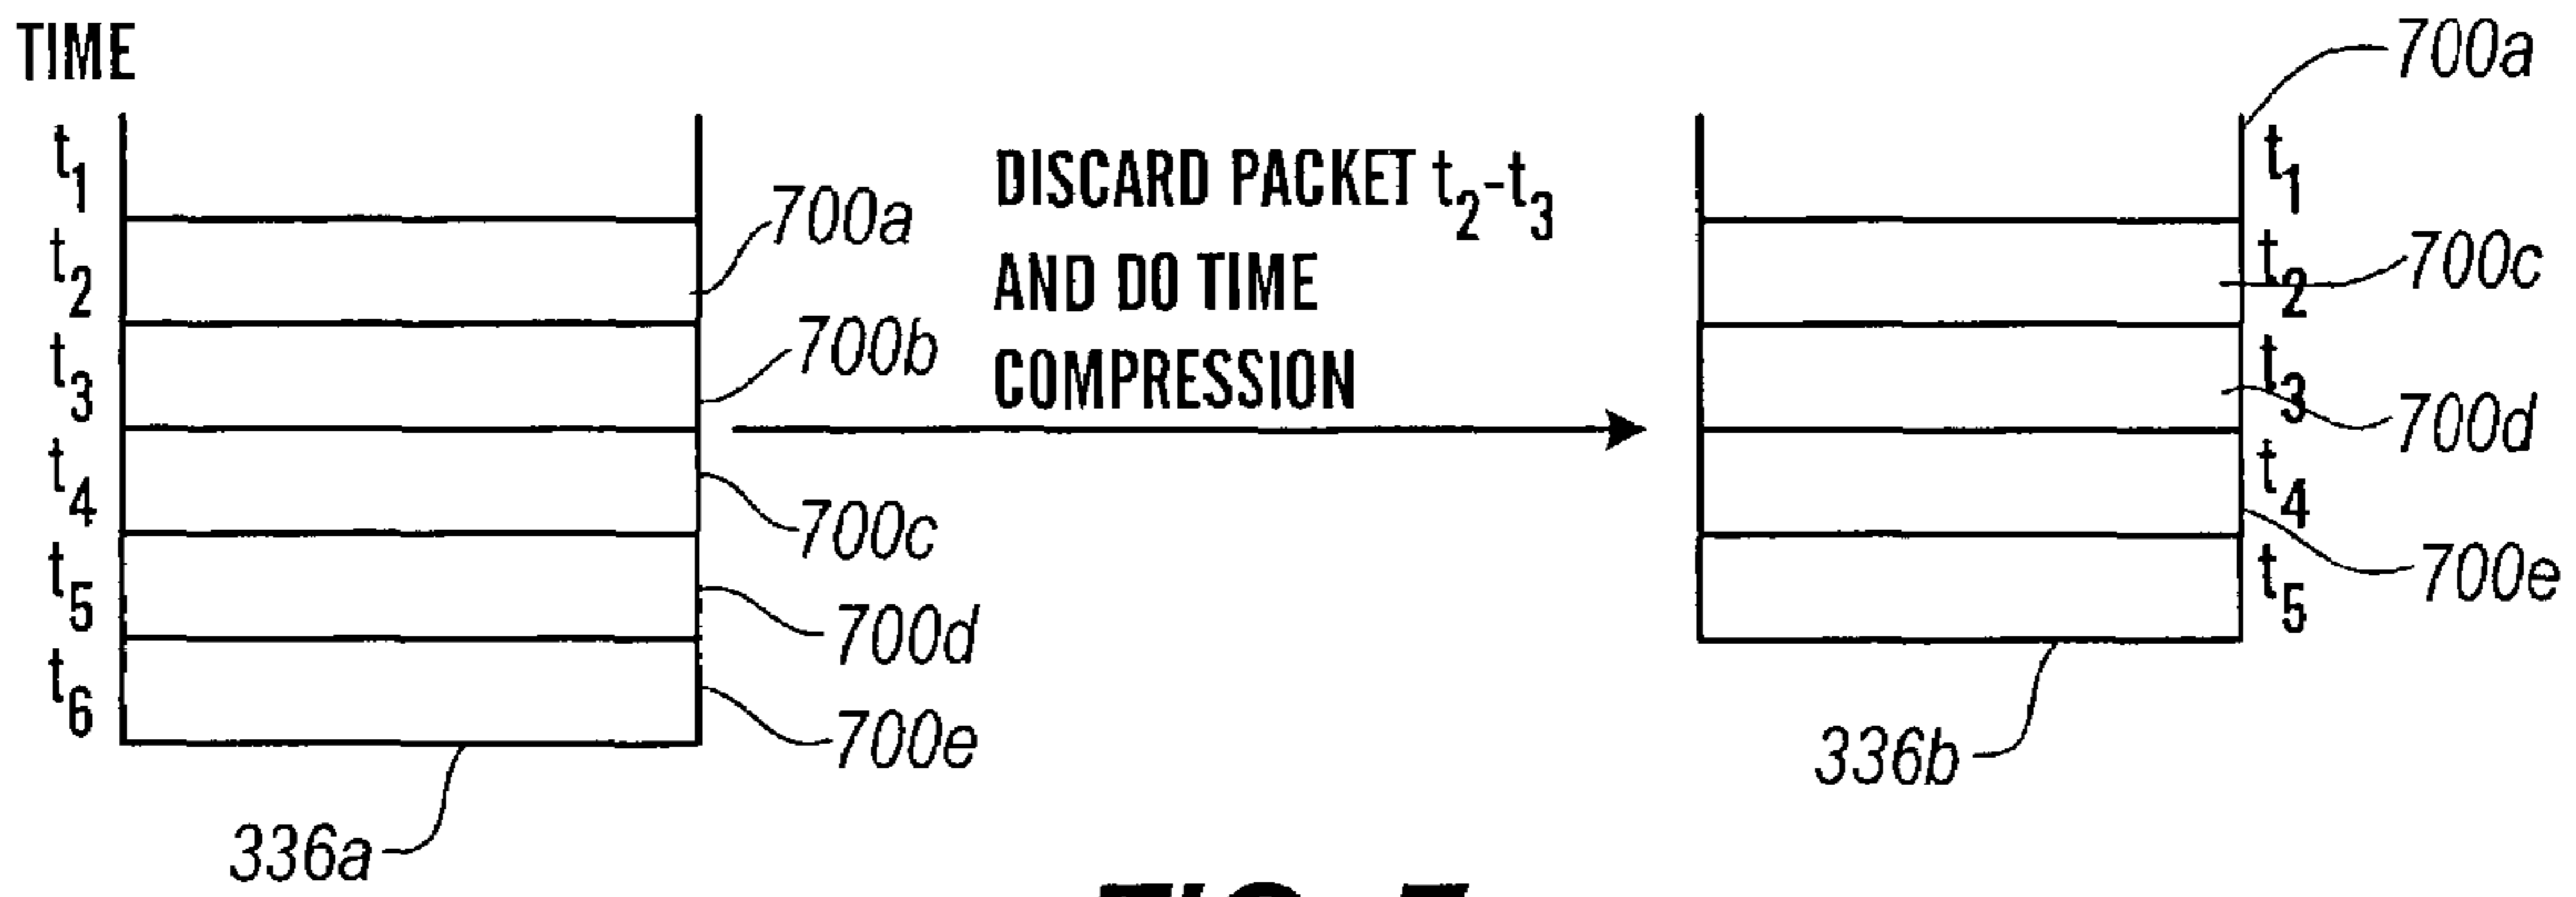 TIME
t1
t2
t3
t4
t5
t6
700a
700b
700c
700d
700e
336a
DISCARD PACKET t2-t3
AND DO TIME
COMPRESSION
700a
t1
t2
700c
t3
700d
t4
700e
t5
336b